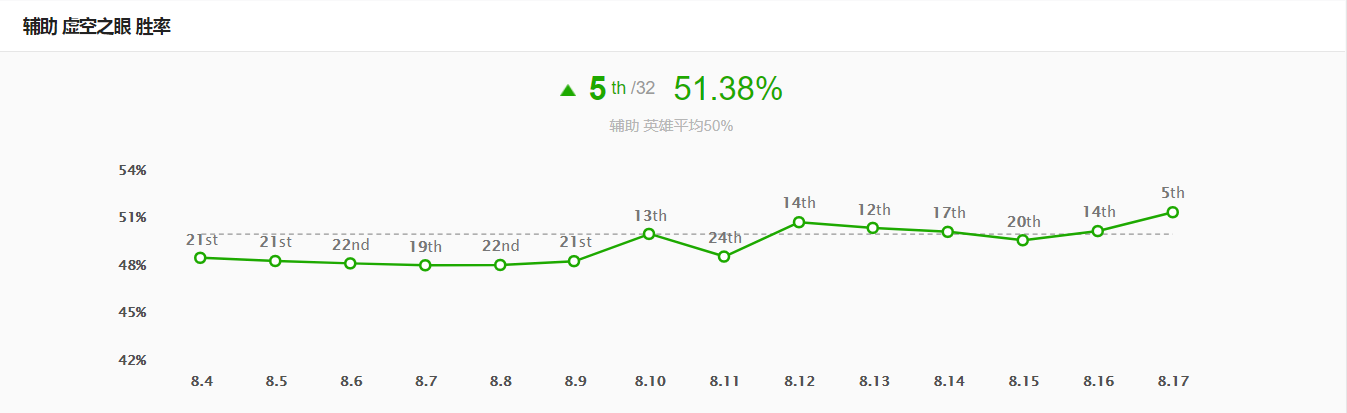 辅助 虚空之眼 胜率
5 th /32 51.38%
辅助 英雄平均50%
54%
51%
48%
45%
42%
21st 21st 22nd 19th 22nd 21st 13th 24th 14th 12th 17th 20th 14th 5th
8.4 8.5 8.6 8.7 8.8 8.9 8.10 8.11 8.12 8.13 8.14 8.15 8.16 8.17